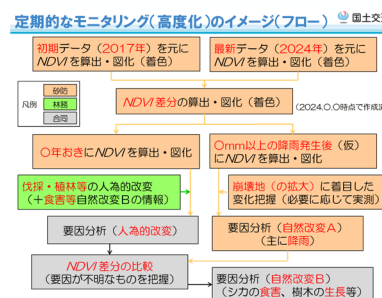 定期的なモニタリング（高度化）のイメージ（フロー）
国土交
初期データ（2017年）を元に
NDVIを算出・図化（着色）
最新データ（2024年）を元に
NDVIを算出・図化（着色）
凡例
砂防
林務
合同
NDVI差分の算出・図化（着色）
（2024.○.○時点で作成
○年おきにNDVIを算出・図化
○mm以上の降雨発生後（仮）
にNDVIを算出・図化
伐採・植林等の人為的改変
（＋食害等自然改変Bの情報）
崩壊地（の拡大）に着目した
変化把握（必要に応じて実測）
要因分析（人為的改変）
要因分析（自然改変A）
（主に降雨）
NDVI差分の比較
（要因が不明なものを把握）
要因分析（自然改変B）
（シカの食害、樹木の生長等）